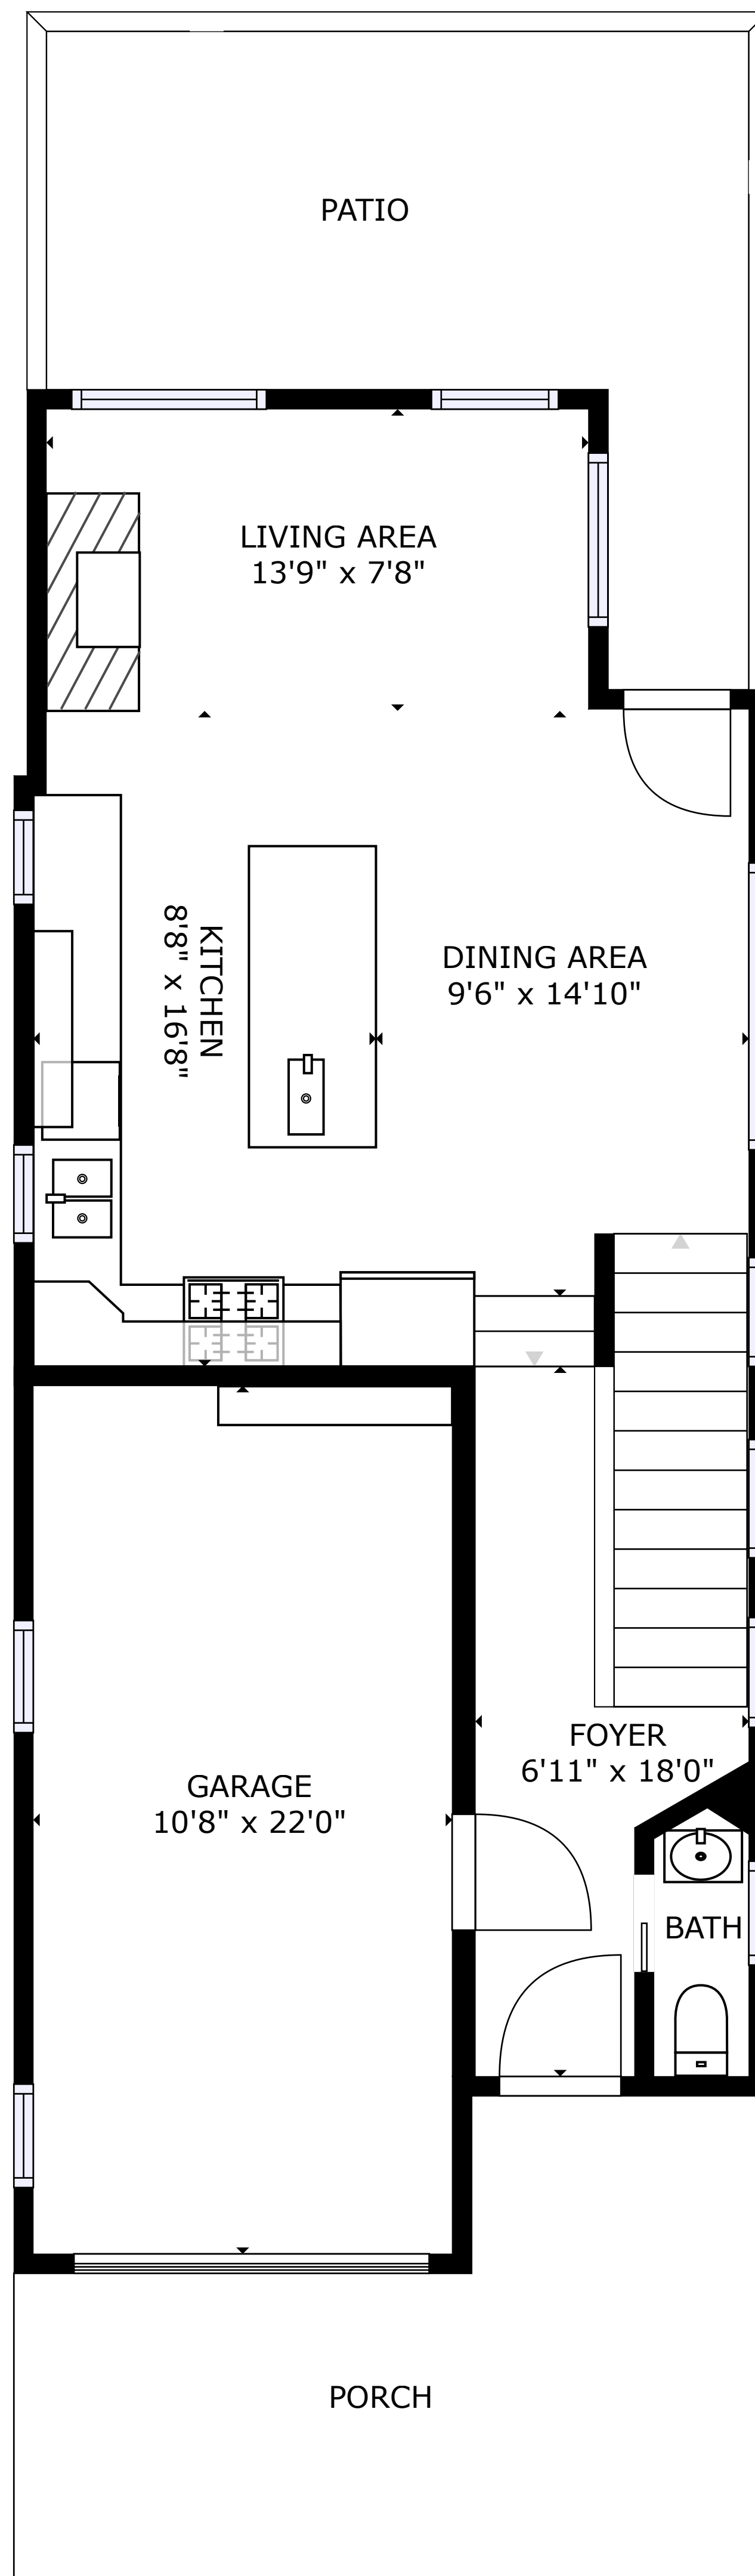 PATIO
LIVING AREA
13'9" x 7'8"
KITCHEN
8'8" x 16'8"
DINING AREA
9'6" x 14'10"
FOYER
6'11" x 18'0"
GARAGE
10'8" x 22'0"
BATH
PORCH